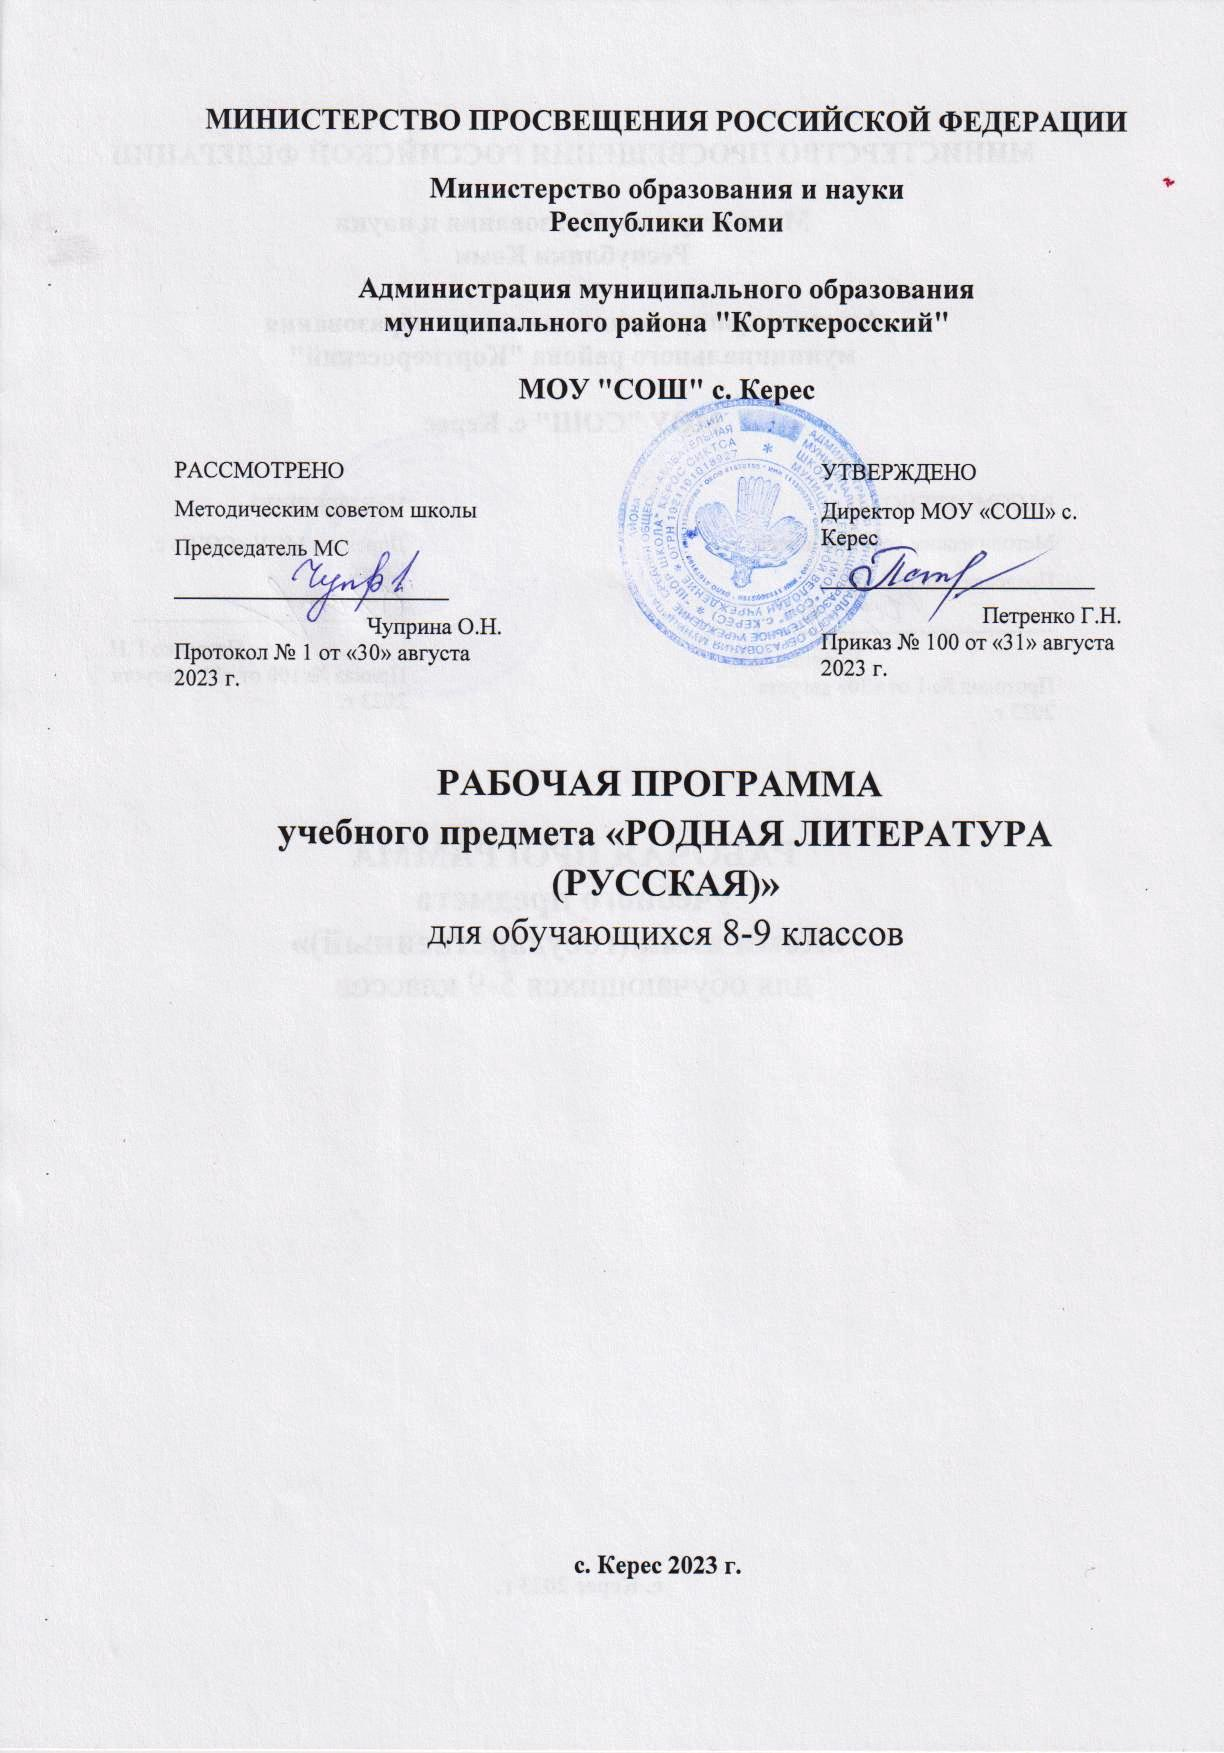 МИНИСТЕРСТВО ПРОСВЕЩЕНИЯ РОССИЙСКОЙ ФЕДЕРАЦИИ
Министерство образования и науки
Республики Коми
Администрация муниципального образования
муниципального района "Корткеросский"
МОУ "СОШ" с. Керес
РАССМОТРЕНО
Методическим советом школы
Председатель МС
Чуприна О.Н.
Протокол № 1 от «30» августа
2023 г.
УТВЕРЖДЕНО
Директор МОУ «СОШ» с.
Керес
Петренко Г.Н.
Приказ № 100 от «31» августа
2023 г.
РАБОЧАЯ ПРОГРАММА
учебного предмета «РОДНАЯ ЛИТЕРАТУРА
(РУССКАЯ)»
для обучающихся 8-9 классов
с. Керес 2023 г.